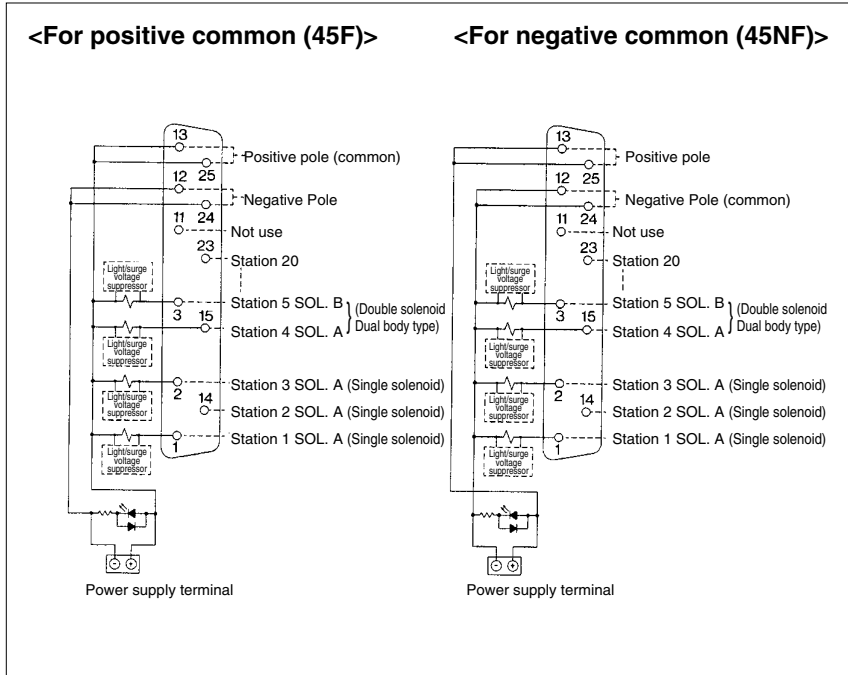 <For positive common (45F)>
13
Positive pole (common)
12 25
Negative Pole
11 24
Not use
23
Station 20
Light/surge
voltage
suppressor
Station 5 SOL. B
3 15
(Double solenoid
Dual body type)
Station 4 SOL. A
Light/surge
voltage
suppressor
Station 3 SOL. A (Single solenoid)
2 14
Light/surge
voltage
suppressor
Station 2 SOL. A (Single solenoid)
Station 1 SOL. A (Single solenoid)
1
Light/surge
voltage
suppressor
⊖ ⊕
Power supply terminal
<For negative common (45NF)>
13
Positive pole
12 25
Negative Pole (common)
11 24
Not use
23
Station 20
Light/surge
voltage
suppressor
Station 5 SOL. B
3 15
(Double solenoid
Dual body type)
Station 4 SOL. A
Light/surge
voltage
suppressor
Station 3 SOL. A (Single solenoid)
2 14
Light/surge
voltage
suppressor
Station 2 SOL. A (Single solenoid)
Station 1 SOL. A (Single solenoid)
1
Light/surge
voltage
suppressor
⊖ ⊕
Power supply terminal